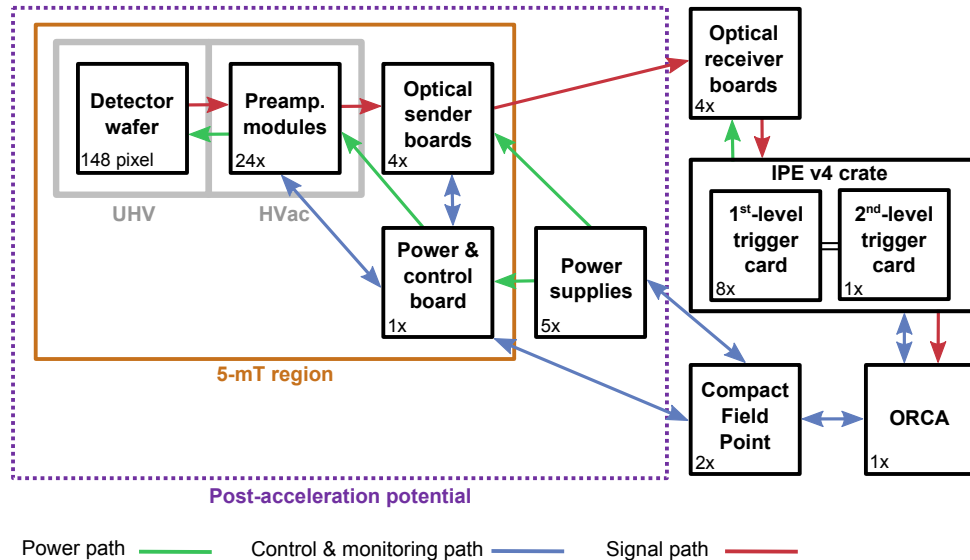 Detector
wafer
148 pixel
Preamp.
modules
24x
Optical
sender
boards
4x
Optical
receiver
boards
4x
UHV
HVac
IPE v4 crate
1st-level
trigger
card
8x
2nd-level
trigger
card
1x
Power &
control
board
1x
Power
supplies
5x
5-mT region
Compact
Field
Point
2x
ORCA
1x
Post-acceleration potential
Power path
Control & monitoring path
Signal path